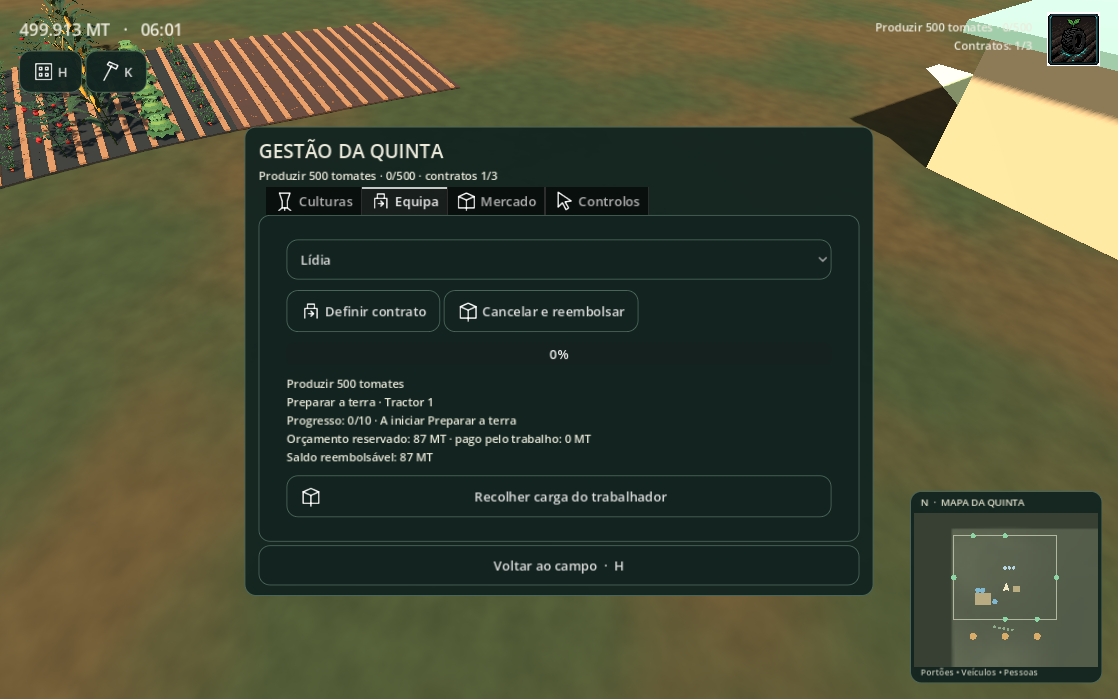 499.913 MT · 06:01
Produzir 500 tomates · 0/500
Contratos: 1/3
H
K
GESTÃO DA QUINTA
Produzir 500 tomates · 0/500 · contratos 1/3
Culturas
Equipa
Mercado
Controlos
Lídia
Definir contrato
Cancelar e reembolsar
0%
Produzir 500 tomates
Preparar a terra · Tractor 1
Progresso: 0/10 · A iniciar Preparar a terra
Orçamento reservado: 87 MT · pago pelo trabalho: 0 MT
Saldo reembolsável: 87 MT
Recolher carga do trabalhador
Voltar ao campo · H
N · MAPA DA QUINTA
Portões • Veículos • Pessoas